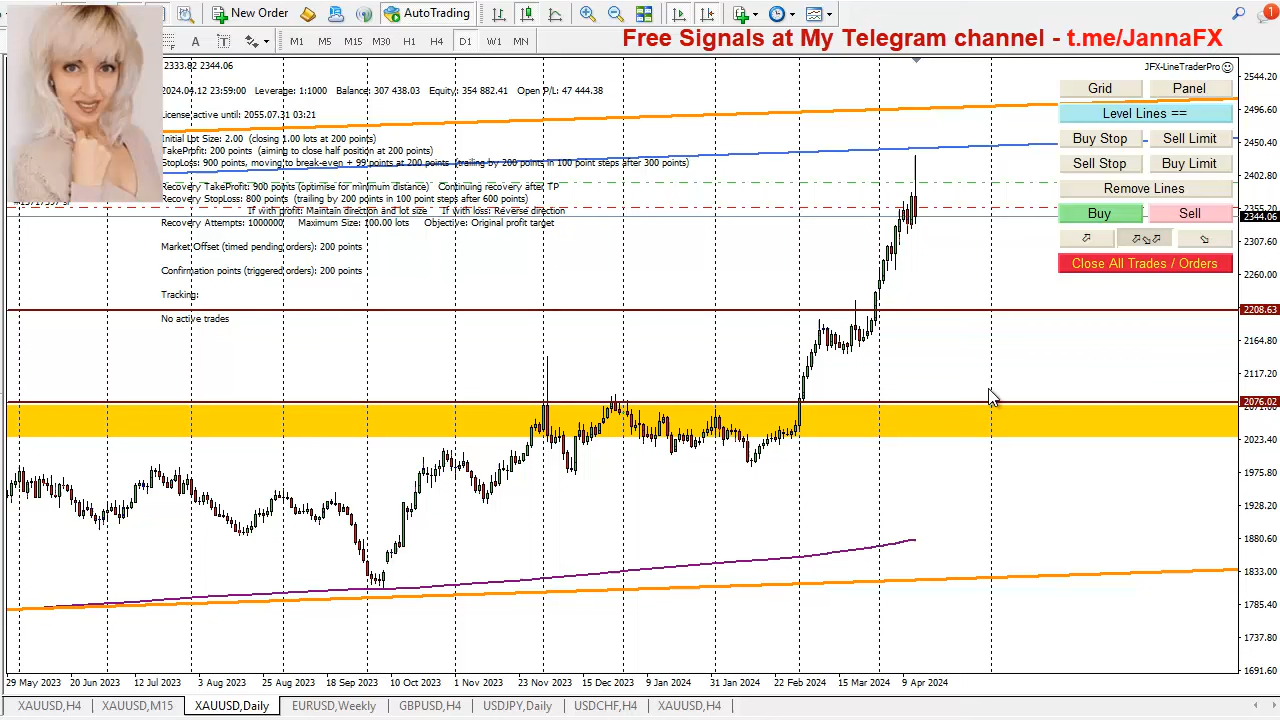 New Order
AutoTrading
1
A
T
M1
M5
M15
M30
H1
H4
D1
W1
MN
Free Signals at My Telegram channel - t.me/JannaFX
2333.82 2344.06
JFX-LineTraderPro☺
2024.04.12 23:59:00 Leverage: 1:1000 Balance: 307 438.03 Equity: 354 882.41 Open P/L: 47 444.38
License active until: 2055.07.31 03:21
Initial Lot Size: 2.00 (closing 1.00 lots at 200 points)
TakeProfit: 200 points (aiming to close half position at 200 points)
StopLoss: 900 points, moving to break-even + 99 points at 200 points (trailing by 200 points in 100 point steps after 300 points)
Recovery TakeProfit: 900 points (optimise for minimum distance) Continuing recovery after TP
Recovery StopLoss: 800 points (trailing by 200 points in 100 point steps after 600 points)
If with profit: Maintain direction and lot size If with loss: Reverse direction
Recovery Attempts: 1000000 Maximum Size: 100.00 lots Objective: Original profit target
Market Offset (timed pending orders): 200 points
Confirmation points (triggered orders): 200 points
Tracking:
No active trades
Grid
Panel
Level Lines ==
Buy Stop
Sell Limit
Sell Stop
Buy Limit
Remove Lines
Buy
Sell
Close All Trades / Orders
2544.20
2496.60
2450.40
2402.80
2355.20
2344.06
2307.60
2260.00
2208.63
2164.80
2117.20
2076.02
2071.00
2023.40
1975.80
1928.20
1880.60
1833.00
1785.40
1737.80
1691.60
29 May 2023
20 Jun 2023
12 Jul 2023
3 Aug 2023
25 Aug 2023
18 Sep 2023
10 Oct 2023
1 Nov 2023
23 Nov 2023
15 Dec 2023
9 Jan 2024
31 Jan 2024
22 Feb 2024
15 Mar 2024
9 Apr 2024
XAUUSD,H4
XAUUSD,M15
XAUUSD,Daily
EURUSD,Weekly
GBPUSD,H4
USDJPY,Daily
USDCHF,H4
XAUUSD,H4